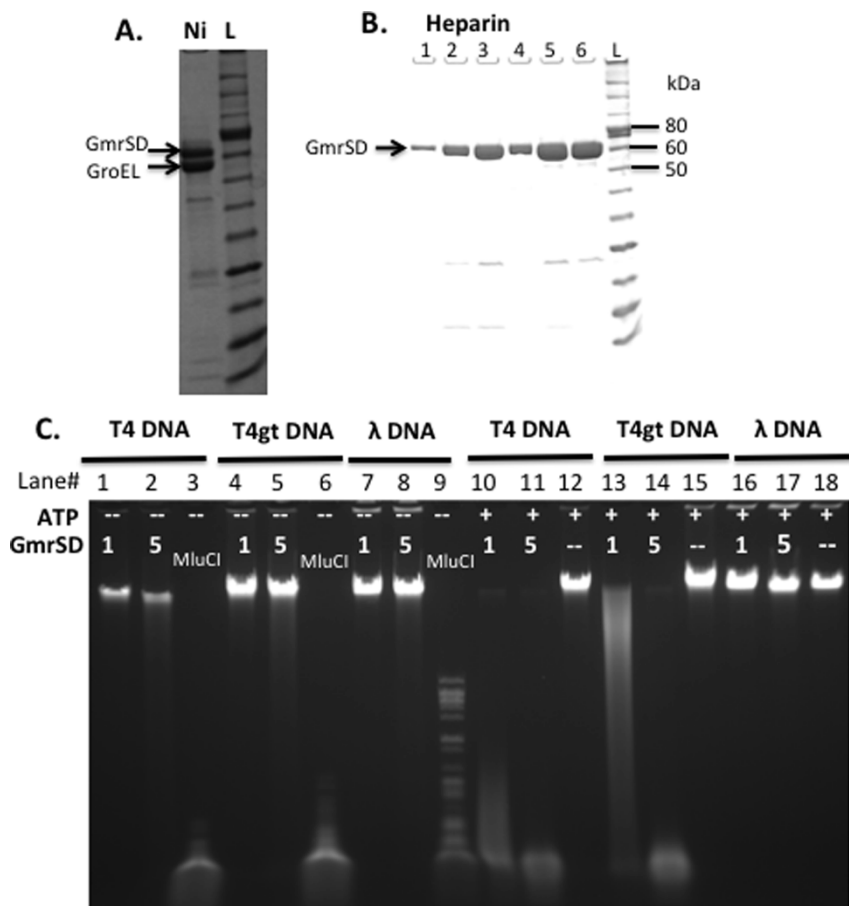 A. Ni L
GmrSD
GroEL
B. Heparin
1 2 3 4 5 6 L
kDa
GmrSD
80
60
50
C. T4 DNA T4gt DNA λ DNA T4 DNA T4gt DNA λ DNA
Lane# 1 2 3 4 5 6 7 8 9 10 11 12 13 14 15 16 17 18
ATP -- -- -- -- -- -- -- -- -- + + + + + + + + +
GmrSD 1 5 MluCI 1 5 MluCI 1 5 MluCI 1 5 -- 1 5 -- 1 5 --